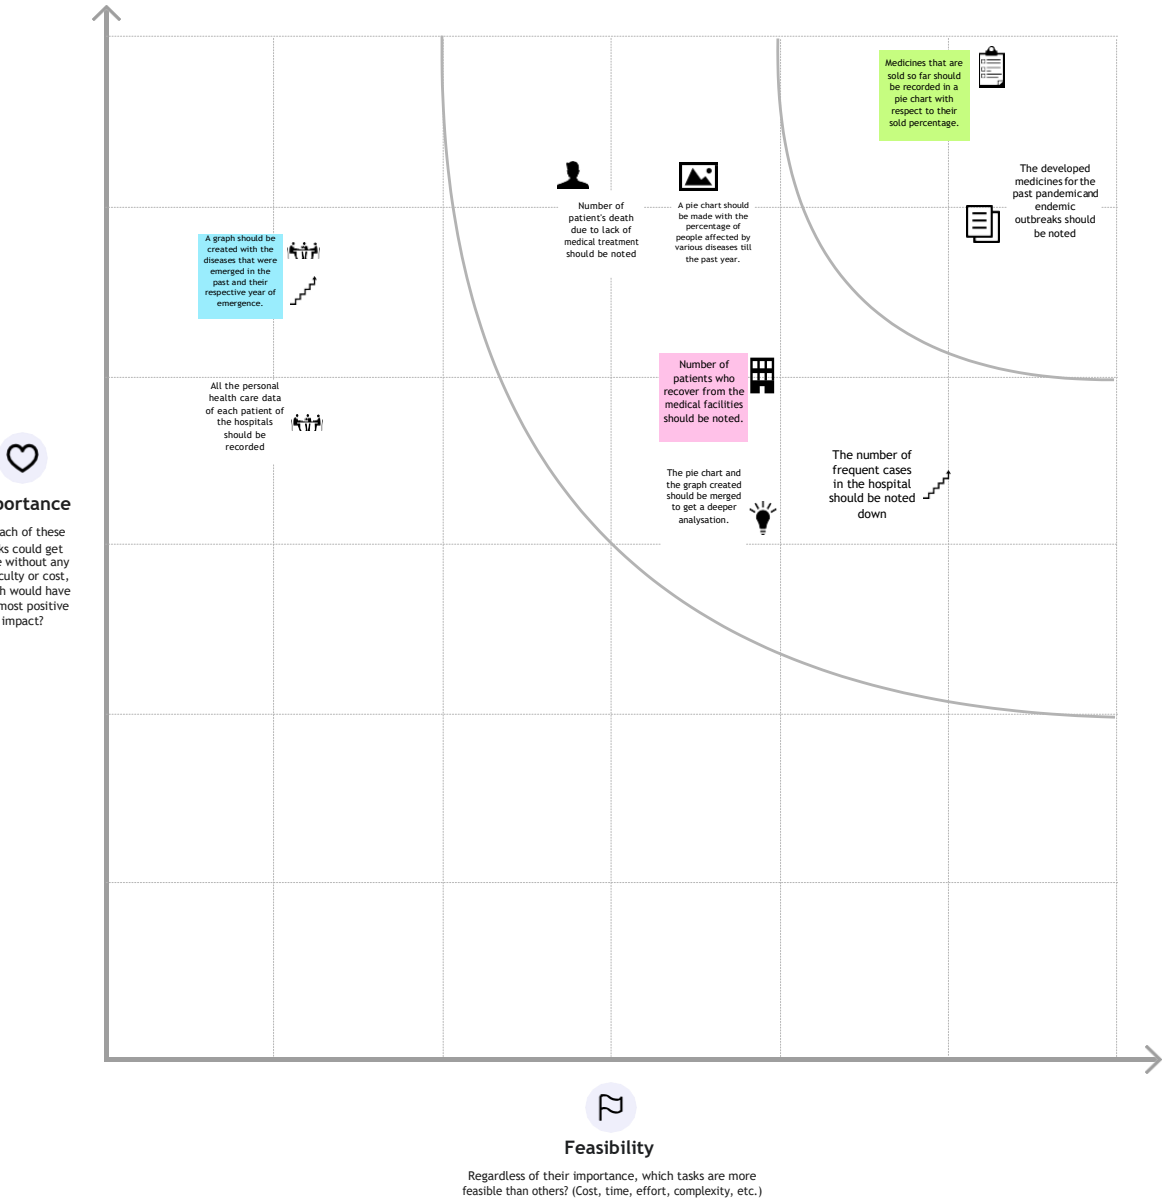 Medicines that are
sold so far should
be recorded in a
pie chart with
respect to their
sold percentage.
The developed
medicines for the
past pandemic and
endemic
outbreaks should
be noted
Number of
patient's death
due to lack of
medical treatment
should be noted
A pie chart should
be made with the
percentage of
people affected by
various diseases till
the past year.
A graph should be
created with the
diseases that were
emerged in the
past and their
respective year of
emergence.
Number of
patients who
recover from the
medical facilities
should be noted.
All the personal
health care data
of each patient of
the hospitals
should be
recorded
The number of
frequent cases
in the hospital
should be noted
down
The pie chart and
the graph created
should be merged
to get a deeper
analysation.
portance
ach of these
ks could get
e without any
culty or cost,
h would have
most positive
impact?
Feasibility
Regardless of their importance, which tasks are more
feasible than others? (Cost, time, effort, complexity, etc.)